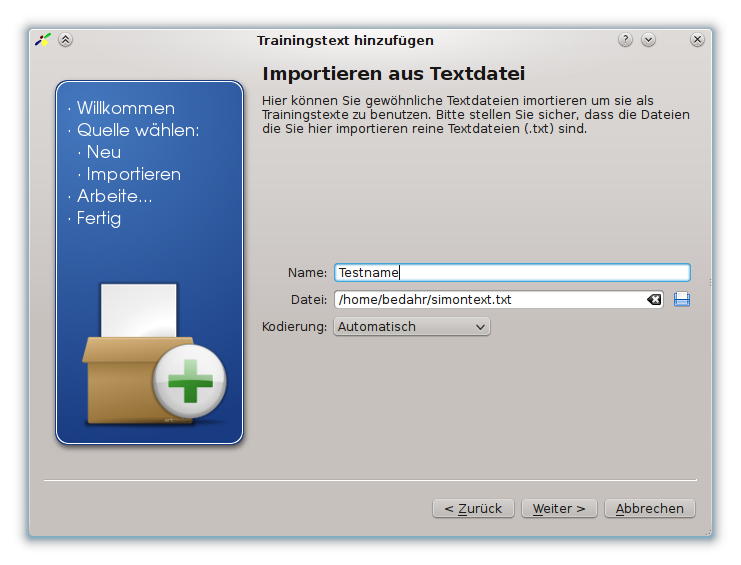 Trainingstext hinzufügen
· Willkommen
· Quelle wählen:
· Neu
· Importieren
· Arbeite...
· Fertig
Importieren aus Textdatei
Hier können Sie gewöhnliche Textdateien imortieren um sie als
Trainingstexte zu benutzen. Bitte stellen Sie sicher, dass die Dateien
die Sie hier importieren reine Textdateien (.txt) sind.
Name: Testname
Datei: /home/bedahr/simontext.txt
Kodierung: Automatisch
< Zurück Weiter > Abbrechen